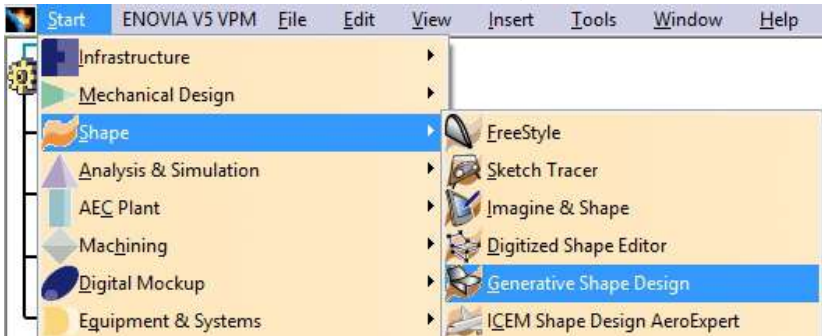 Start ENOVIA V5 VPM File Edit View Insert Tools Window Help
Infrastructure
Mechanical Design
Shape
Analysis & Simulation
AEC Plant
Machining
Digital Mockup
Equipment & Systems
FreeStyle
Sketch Tracer
Imagine & Shape
Digitized Shape Editor
Generative Shape Design
ICEM Shape Design AeroExpert